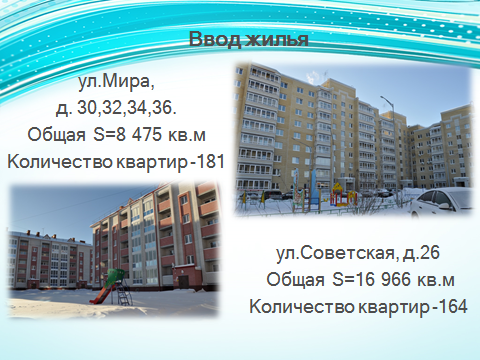 Ввод жилья
ул.Мира,
д. 30,32,34,36.
Общая S=8 475 кв.м
Количество квартир-181
ул.Советская, д.26
Общая S=16 966 кв.м
Количество квартир-164